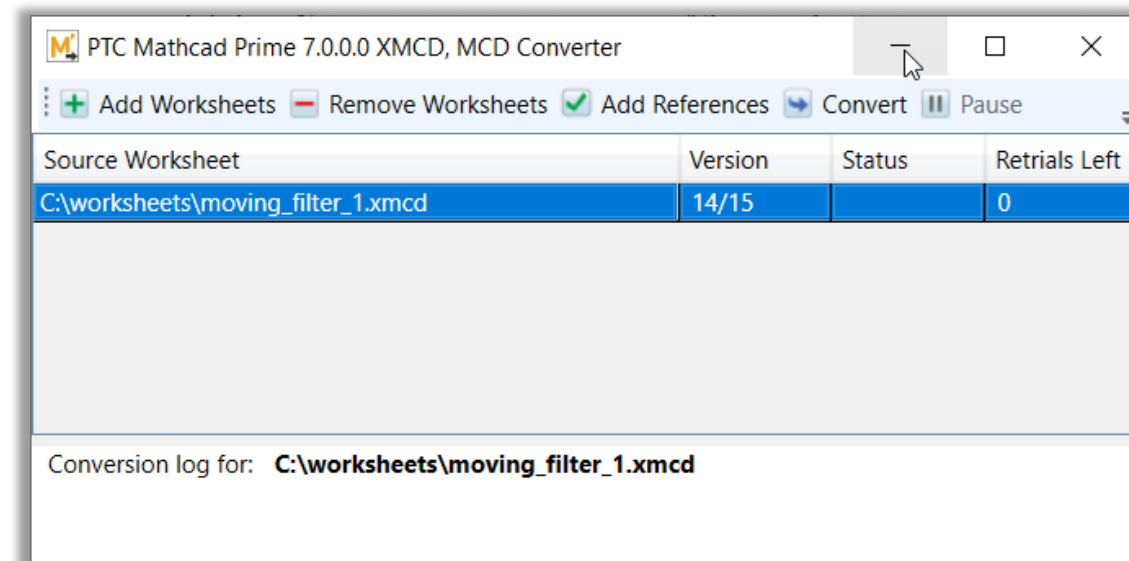 PTC Mathcad Prime 7.0.0.0 XMCD, MCD Converter
Add Worksheets Remove Worksheets Add References Convert Pause
Source Worksheet Version Status Retrials Left
C:\worksheets\moving_filter_1.xmcd 14/15 0
Conversion log for: C:\worksheets\moving_filter_1.xmcd